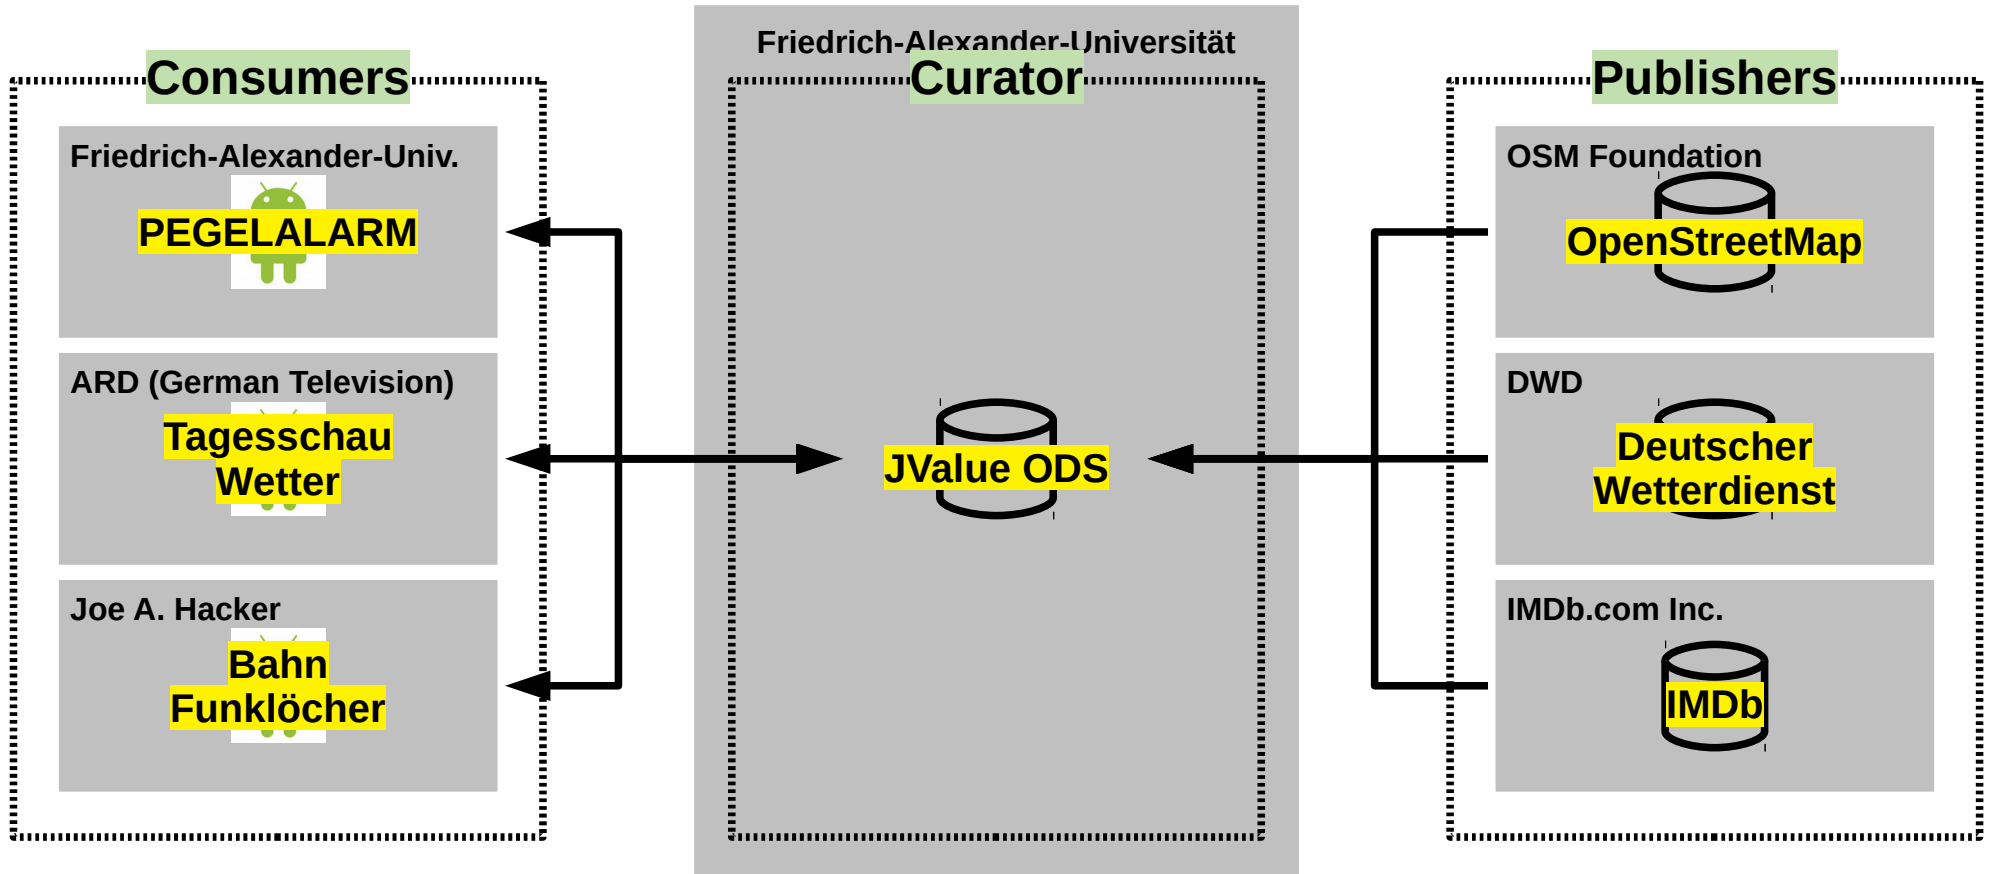 Friedrich-Alexander-Universität
Consumers
Curator
Publishers
Friedrich-Alexander-Univ.
PEGELALARM
ARD (German Television)
Tagesschau
Wetter
Joe A. Hacker
Bahn
Funklöcher
JValue ODS
OSM Foundation
OpenStreetMap
DWD
Deutscher
Wetterdienst
IMDb.com Inc.
IMDb